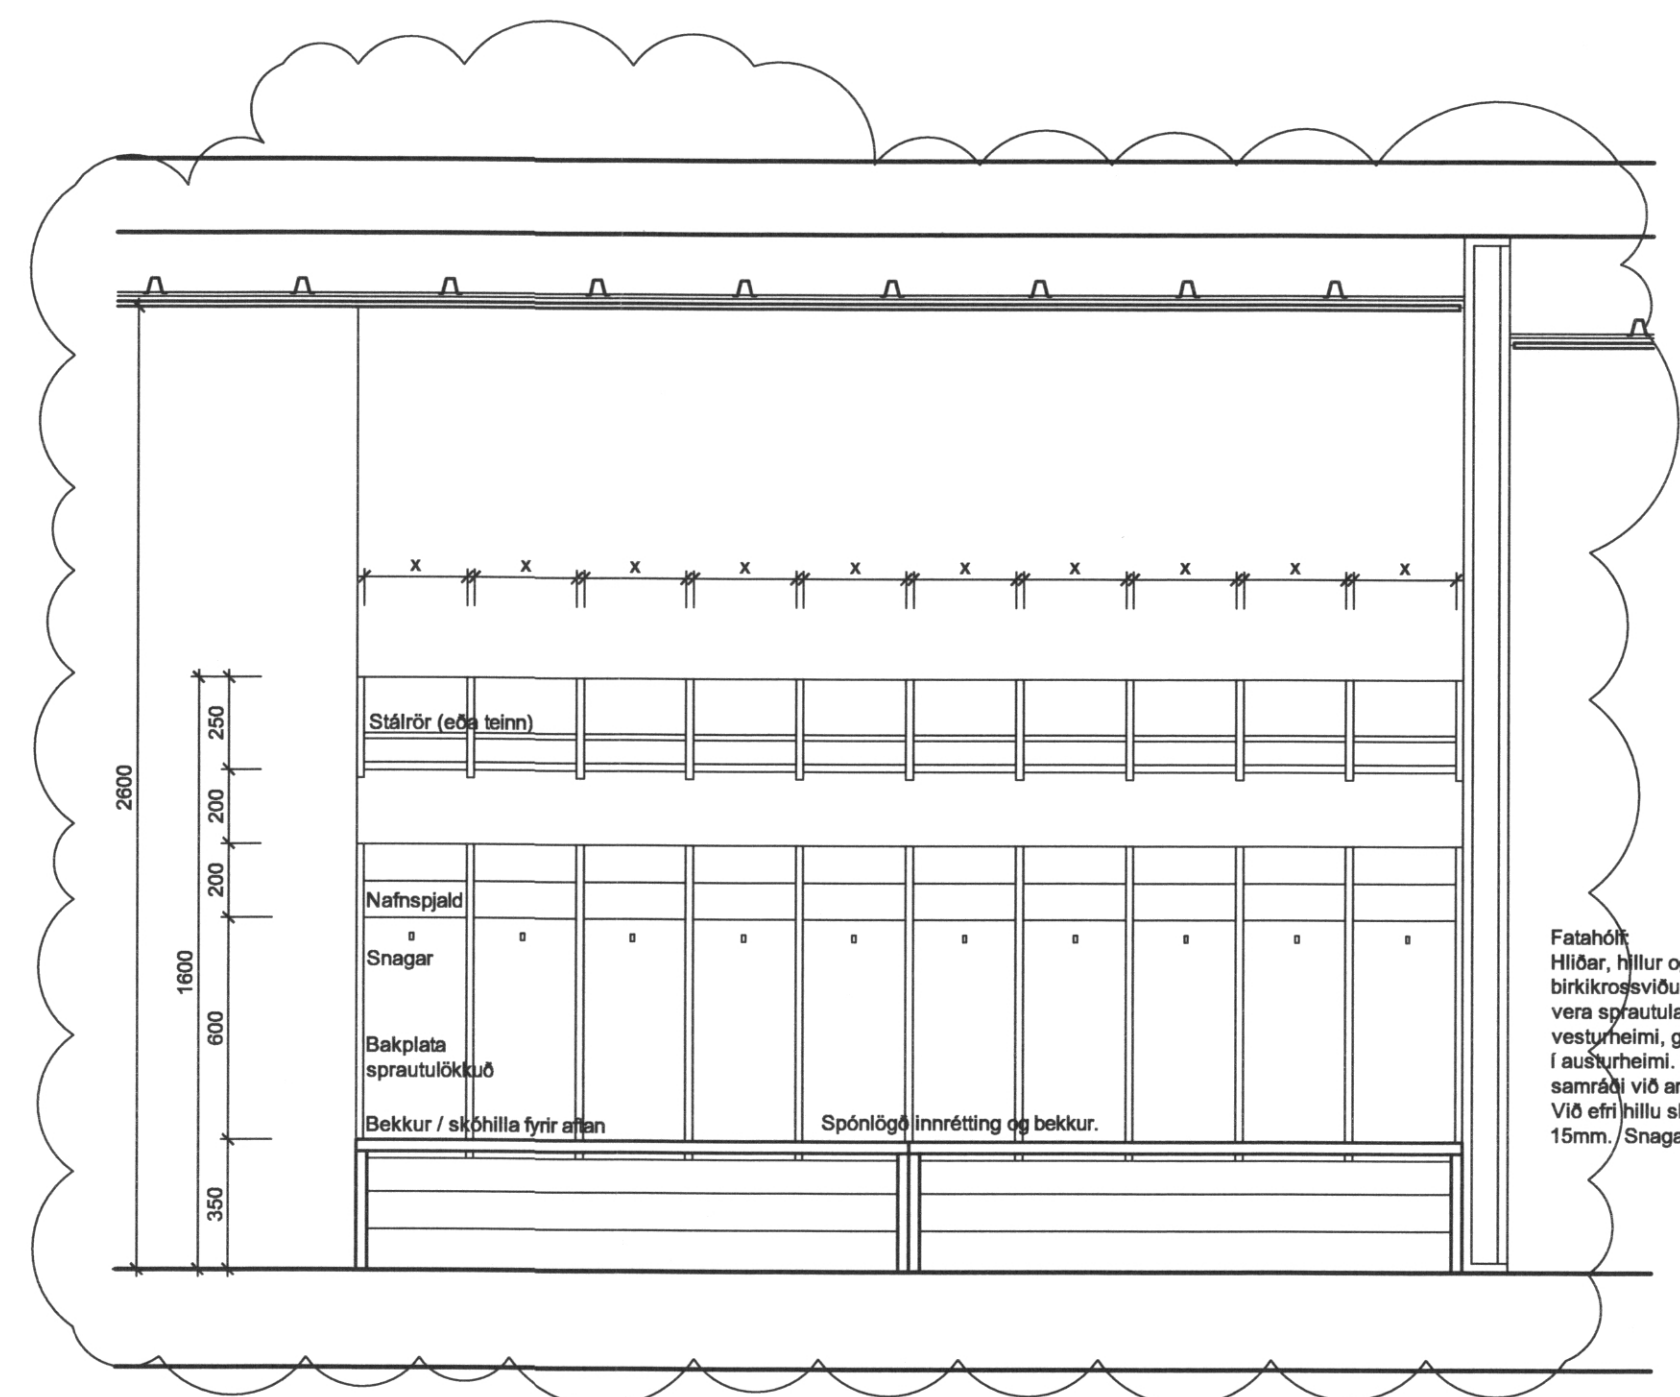 x x x x x x x x x x
250
Stálrör (eða teinn)
2600
200
200
Nafnspjald
1600
Snagar
600
Bakplata
sprautulökkuð
Bekkur / skóhilla fyrir aftan
Spónlögð innrétting og bekkur.
350
Fatahólf:
Hliðar, hillur
birkikrossviðu
vera sprautula
vesturheimi, g
í austurheimi.
samráði við ar
Við efri hillu s
15mm. Snaga